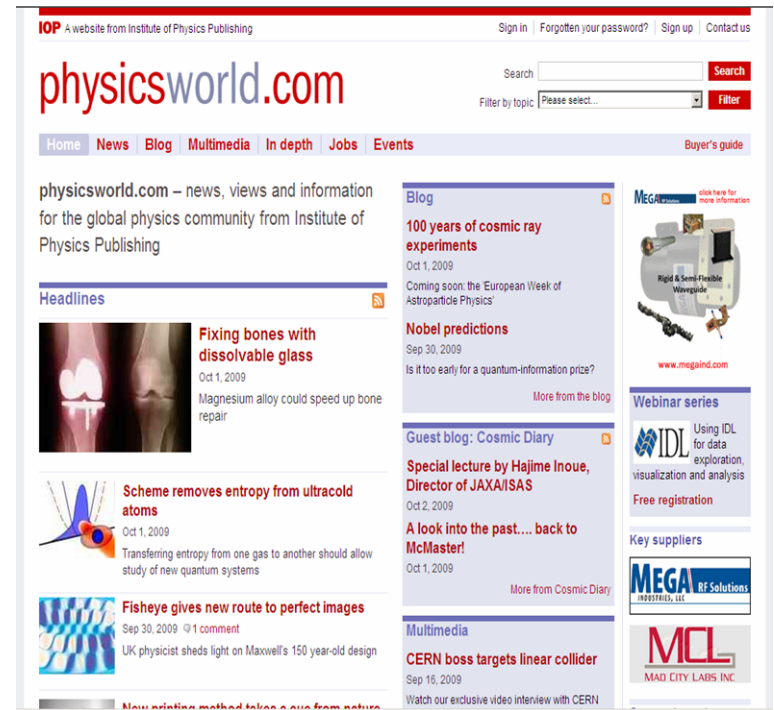 IOP A website from Institute of Physics Publishing
Sign in Forgotten your password? Sign up Contact us
physicsworld.com
Search
Search
Filter by topic Please select... Filter
Home News Blog Multimedia In depth Jobs Events
Buyer's guide
physicsworld.com – news, views and information
for the global physics community from Institute of
Physics Publishing
Headlines
Fixing bones with
dissolvable glass
Oct 1, 2009
Magnesium alloy could speed up bone
repair
Scheme removes entropy from ultracold
atoms
Oct 1, 2009
Transferring entropy from one gas to another should allow
study of new quantum systems
Fisheye gives new route to perfect images
Sep 30, 2009 1 comment
UK physicist sheds light on Maxwell's 150 year-old design
New printing method takes a cue from nature
Blog
100 years of cosmic ray
experiments
Oct 1, 2009
Coming soon: the 'European Week of
Astroparticle Physics'
Nobel predictions
Sep 30, 2009
Is it too early for a quantum-information prize?
More from the blog
Guest blog: Cosmic Diary
Special lecture by Hajime Inoue,
Director of JAXA/ISAS
Oct 2, 2009
A look into the past.... back to
McMaster!
Oct 1, 2009
More from Cosmic Diary
Multimedia
CERN boss targets linear collider
Sep 16, 2009
Watch our exclusive video interview with CERN
MEGA RF Solutions
click here for
more information
Rigid & Semi-Flexible
Waveguide
www.megaind.com
Webinar series
IDL
Using IDL
for data
exploration,
visualization and analysis
Free registration
Key suppliers
MEGA RF Solutions
INDUSTRIES, LLC
MCL
MAD CITY LABS INC